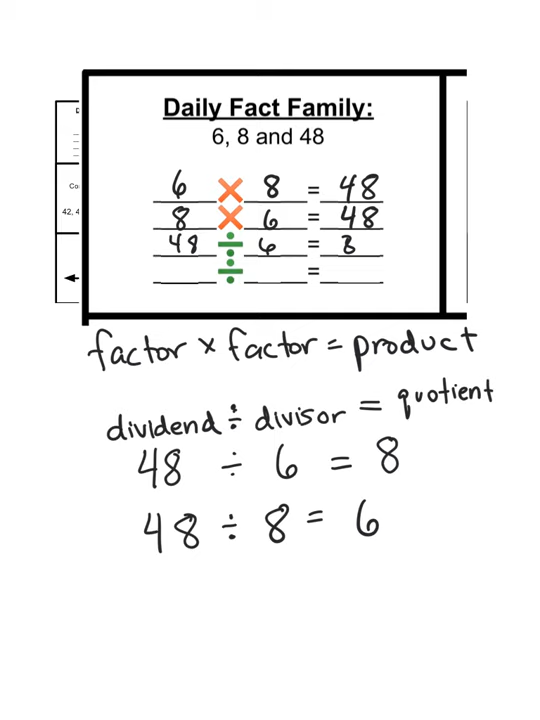 Daily Fact Family:
6, 8 and 48
6 × 8 = 48
8 × 6 = 48
48 ÷ 6 = 8
÷ =
42, 4
factor × factor = product
dividend ÷ divisor = quotient
48 ÷ 6 = 8
48 ÷ 8 = 6